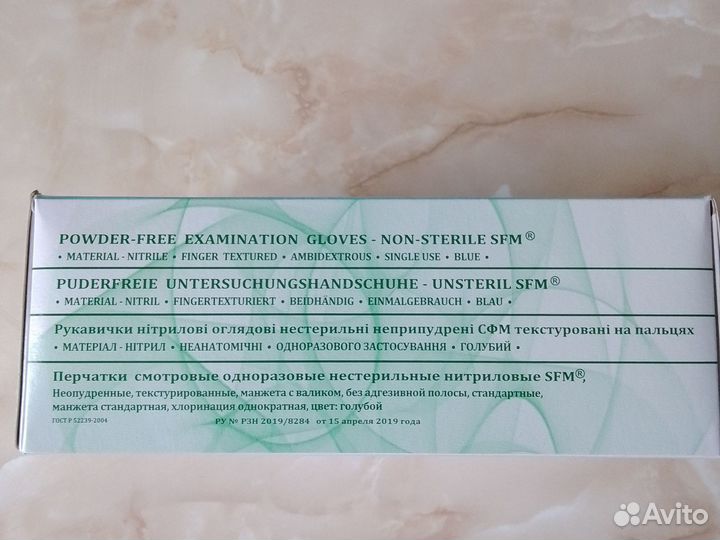 POWDER-FREE EXAMINATION GLOVES - NON-STERILE SFM®
• MATERIAL - NITRILE • FINGER TEXTURED • AMBIDEXTROUS • SINGLE USE • BLUE •
PUDERFREIE UNTERSUCHUNGSHANDSCHUHE - UNSTERIL SFM®
• MATERIAL - NITRIL • FINGERTEXTURIERT • BEIDHÄNDIG • EINMALGEBRAUCH • BLAU •
Рукавички нітрилові оглядові нестерильні неприпудрені СФМ текстуровані на пальцях
• МАТЕРІАЛ - НІТРИЛ • НЕАНАТОМІЧНІ • ОДНОРАЗОВОГО ЗАСТОСУВАННЯ • ГОЛУБИЙ •
Перчатки смотровые одноразовые нестерильные нитриловые SFM®,
Неопудренные, текстурированные, манжета с валиком, без адгезивной полосы, стандартные,
манжета стандартная, хлоринация однократная, цвет: голубой
ГОСТ Р 52239-2004 РУ № РЗН 2019/8284 от 15 апреля 2019 года
Avito